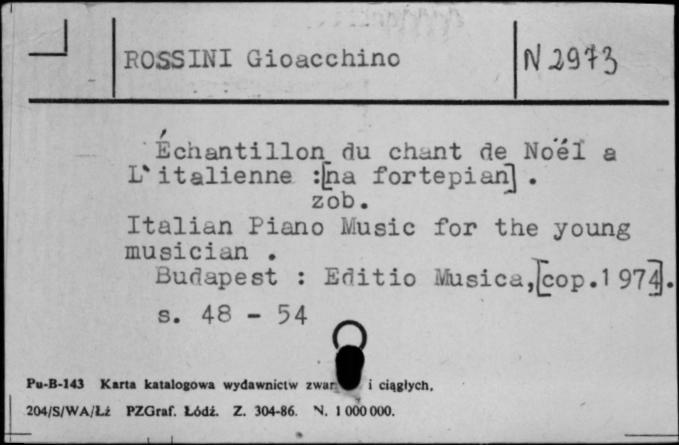 ROSSINI Gioacchino
N 2973
Échantillon du chant de Noël a
L'italienne :[na fortepian].
zob.
Italian Piano Music for the young
musician .
Budapest : Editio Musica,[cop.1974].
s. 48 - 54
Pu-B-143 Karta katalogowa wydawnictw i ciągłych,
204/S/WA/Łź PZGraf. Łódź. Z. 304-86. N. 1 000 000.